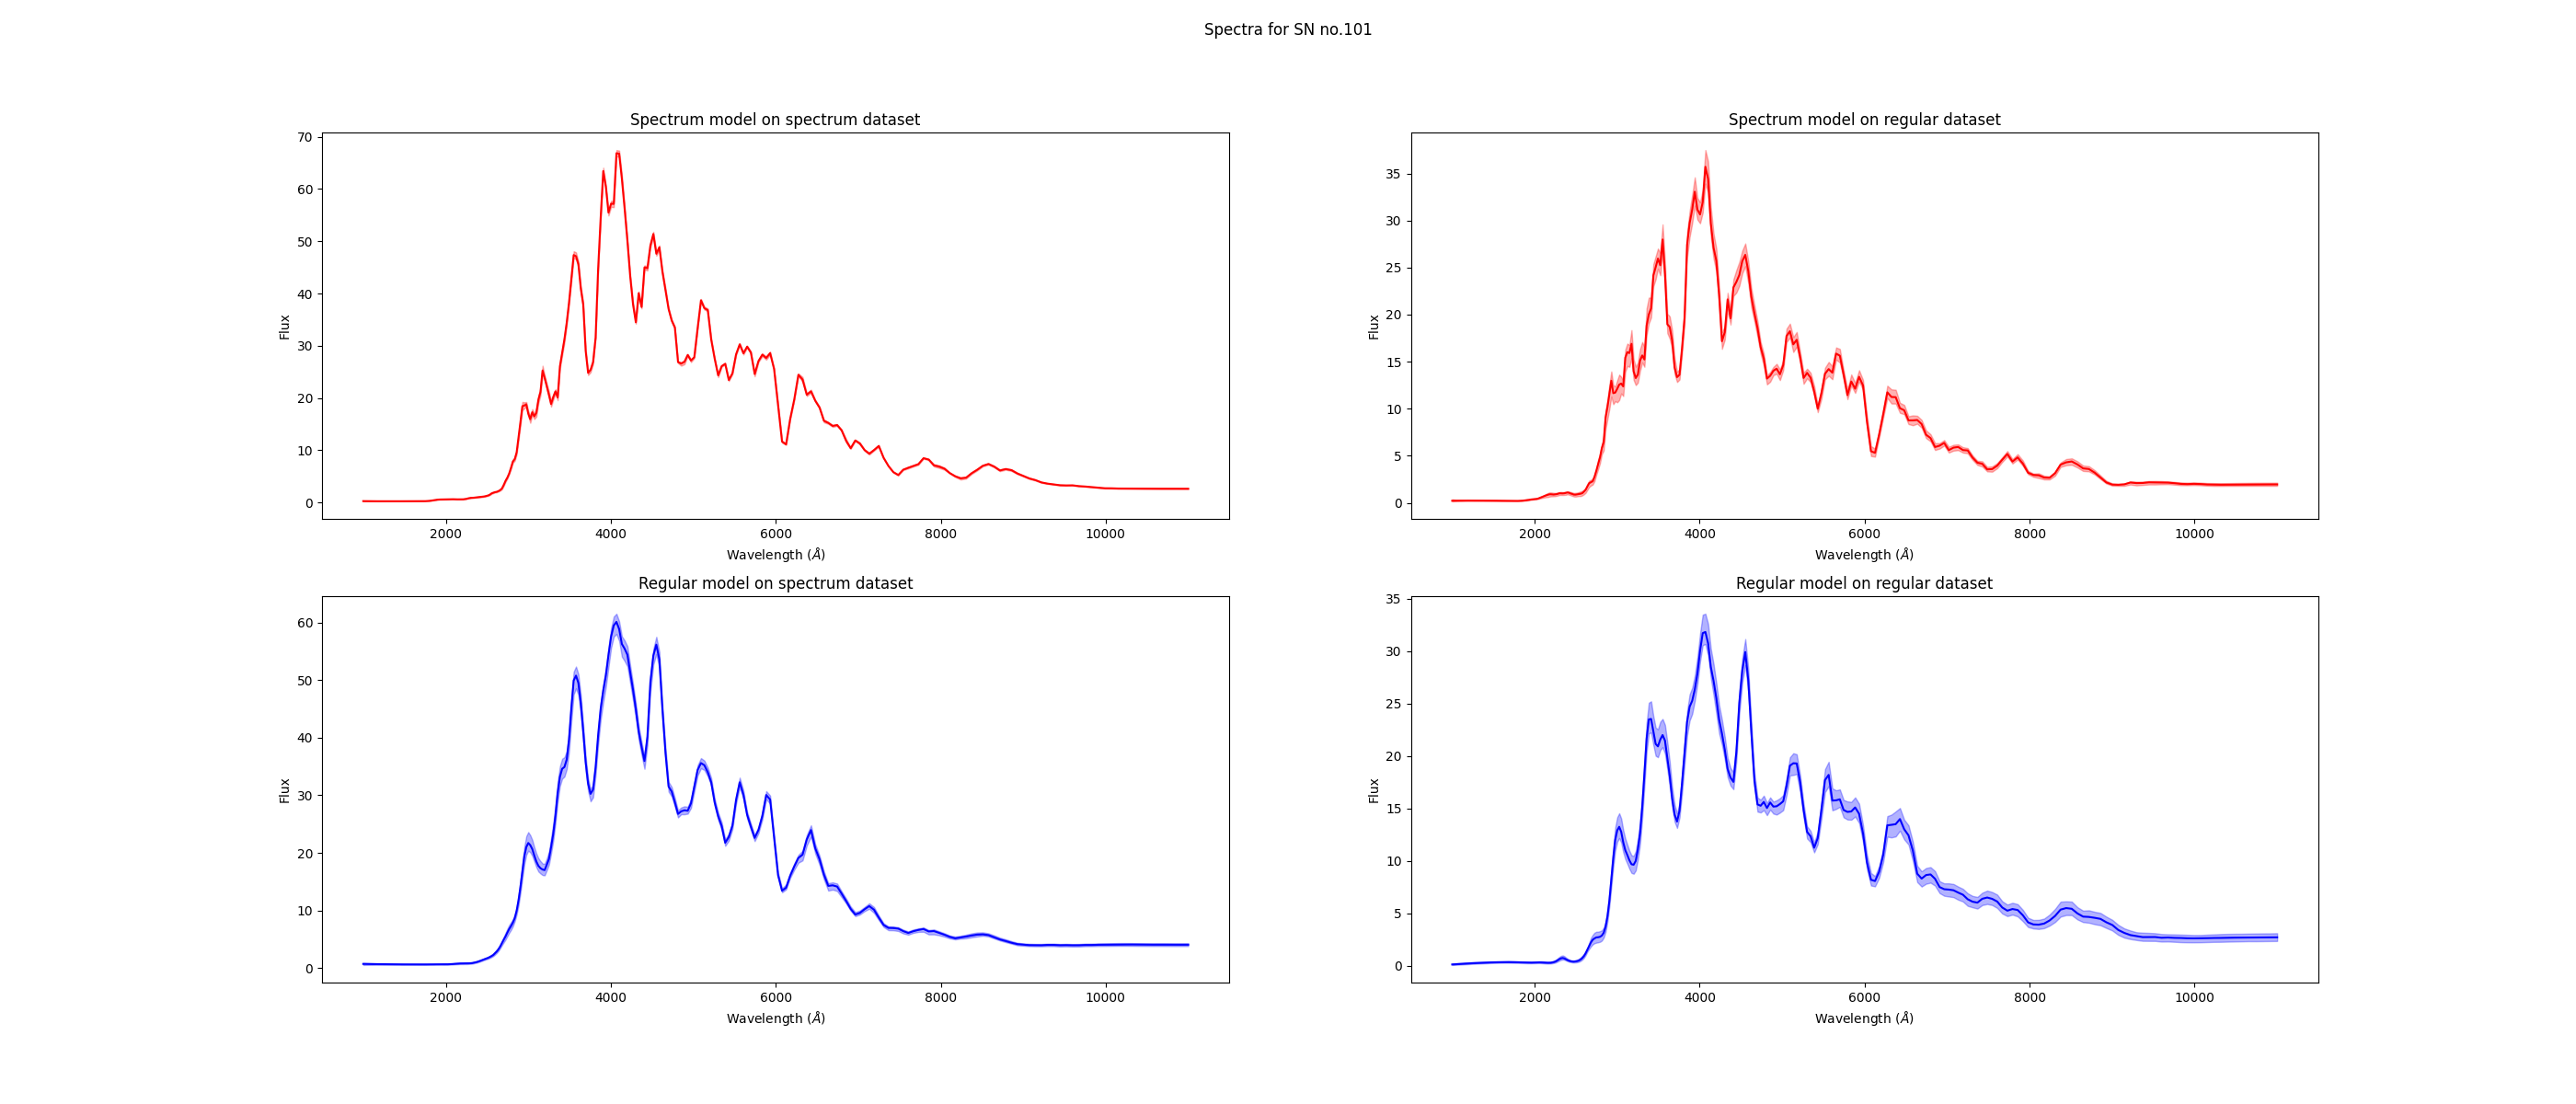 Spectra for SN no.101
Spectrum model on spectrum dataset
70
60
50
40
30
20
10
0
Flux
2000 4000 6000 8000 10000
Wavelength (Å)
Spectrum model on regular dataset
35
30
25
20
15
10
5
0
Flux
2000 4000 6000 8000 10000
Wavelength (Å)
Regular model on spectrum dataset
60
50
40
30
20
10
0
Flux
2000 4000 6000 8000 10000
Wavelength (Å)
Regular model on regular dataset
35
30
25
20
15
10
5
0
Flux
2000 4000 6000 8000 10000
Wavelength (Å)